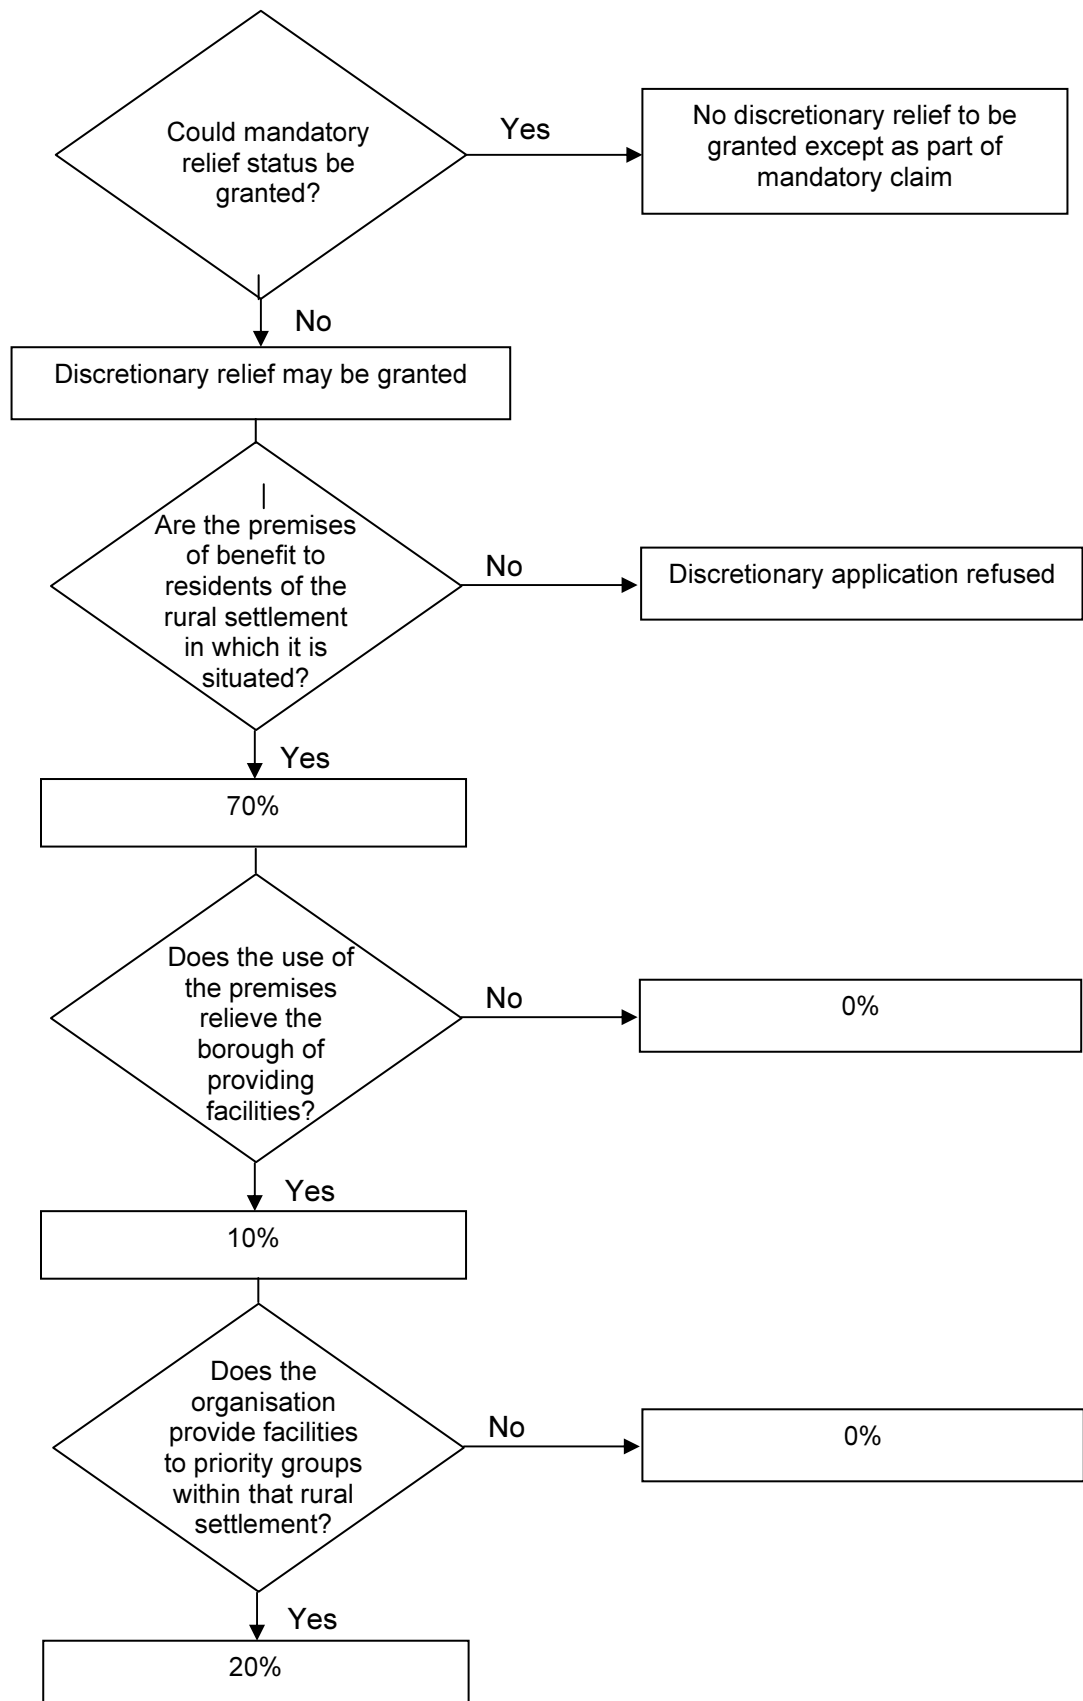 Could mandatory
relief status be
granted?
Yes
No discretionary relief to be
granted except as part of
mandatory claim
No
Discretionary relief may be granted
Are the premises
of benefit to
residents of the
rural settlement
in which it is
situated?
No
Discretionary application refused
Yes
70%
Does the use of
the premises
relieve the
borough of
providing
facilities?
No
0%
Yes
10%
Does the
organisation
provide facilities
to priority groups
within that rural
settlement?
No
0%
Yes
20%